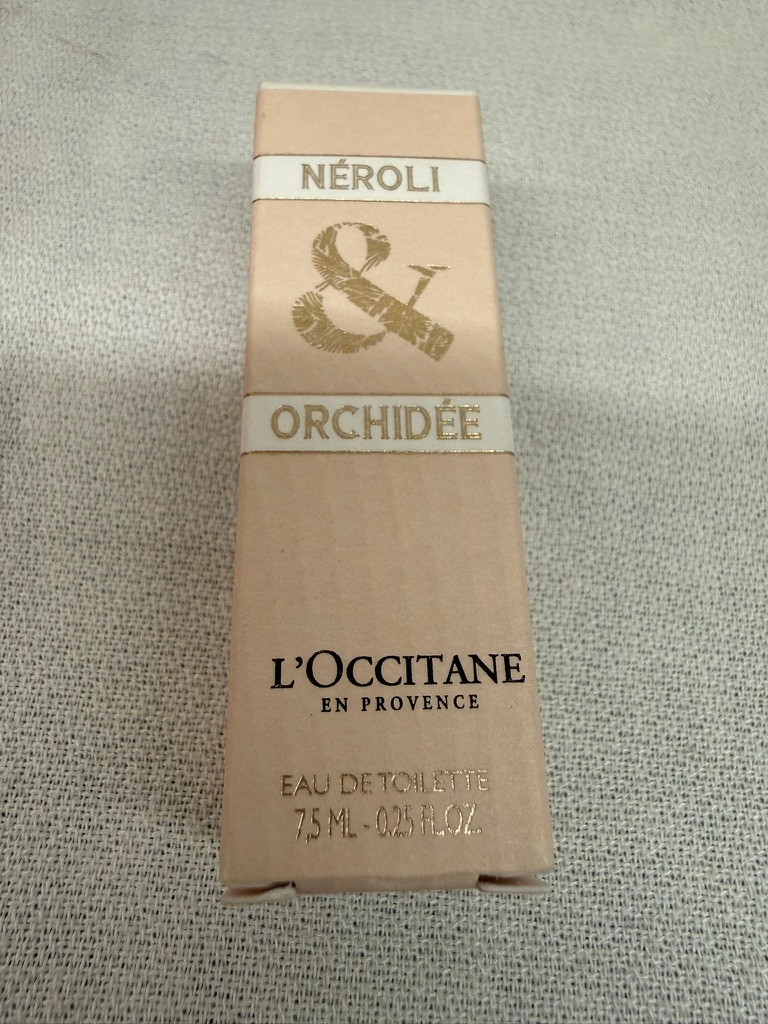 NÉROLI
&
ORCHIDÉE
L'OCCITANE
EN PROVENCE
EAU DE TOILETTE
7,5 ML - 0.25 FL.OZ.